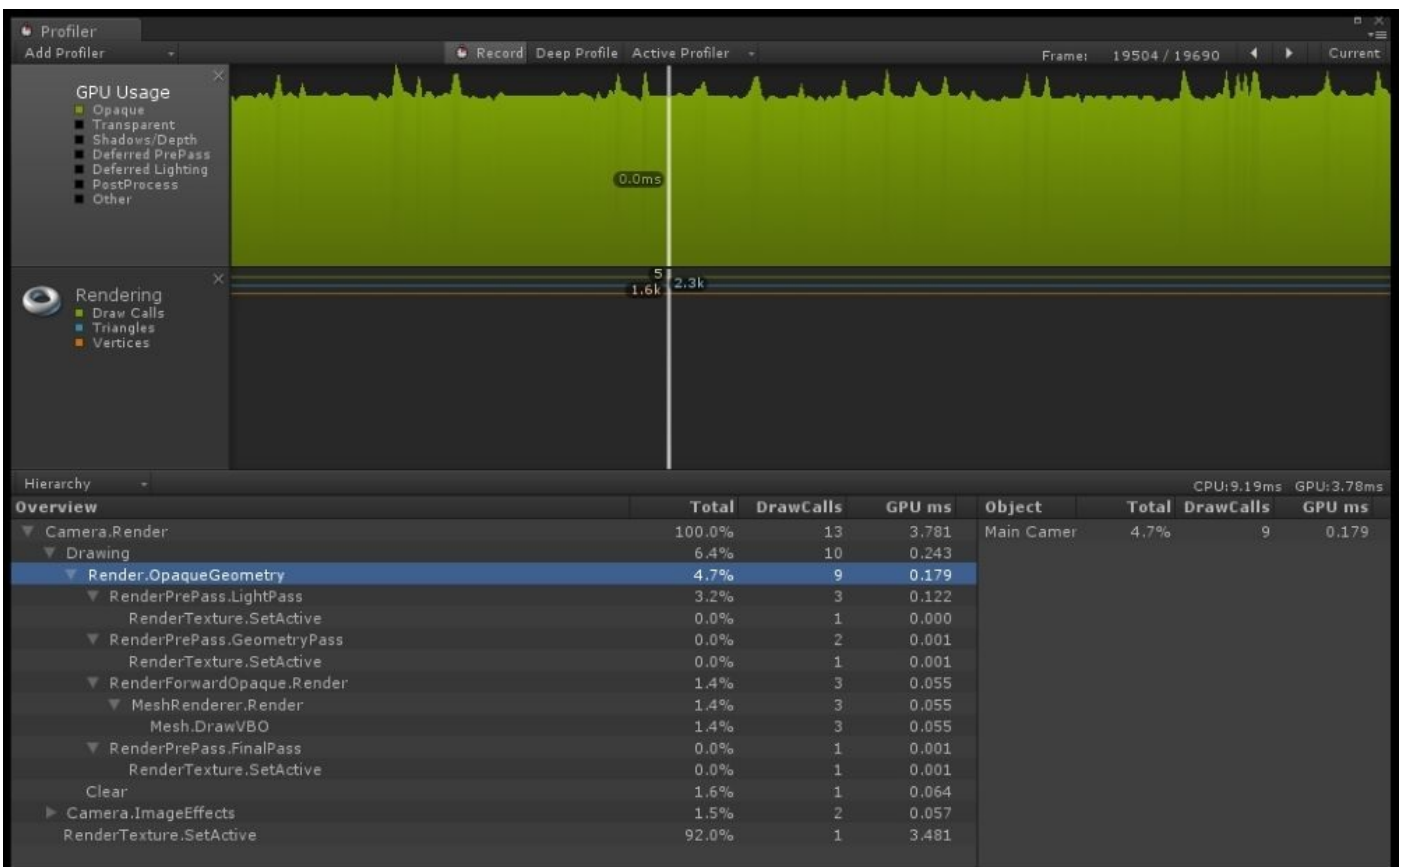 Profiler
Add Profiler Record Deep Profile Active Profiler Frame: 19504 / 19690 Current
GPU Usage
Opaque
Transparent
Shadows/Depth
Deferred PrePass
Deferred Lighting
PostProcess
Other
0.0ms
Rendering
Draw Calls
Triangles
Vertices
5
2.3k
1.6k
Hierarchy CPU:9.19ms GPU:3.78ms
Overview Total DrawCalls GPU ms Object Total DrawCalls GPU ms
Camera.Render 100.0% 13 3.781 Main Camer 4.7% 9 0.179
Drawing 6.4% 10 0.243
Render.OpaqueGeometry 4.7% 9 0.179
RenderPrePass.LightPass 3.2% 3 0.122
RenderTexture.SetActive 0.0% 1 0.000
RenderPrePass.GeometryPass 0.0% 2 0.001
RenderTexture.SetActive 0.0% 1 0.001
RenderForwardOpaque.Render 1.4% 3 0.055
MeshRenderer.Render 1.4% 3 0.055
Mesh.DrawVBO 1.4% 3 0.055
RenderPrePass.FinalPass 0.0% 1 0.001
RenderTexture.SetActive 0.0% 1 0.001
Clear 1.6% 1 0.064
Camera.ImageEffects 1.5% 2 0.057
RenderTexture.SetActive 92.0% 1 3.481